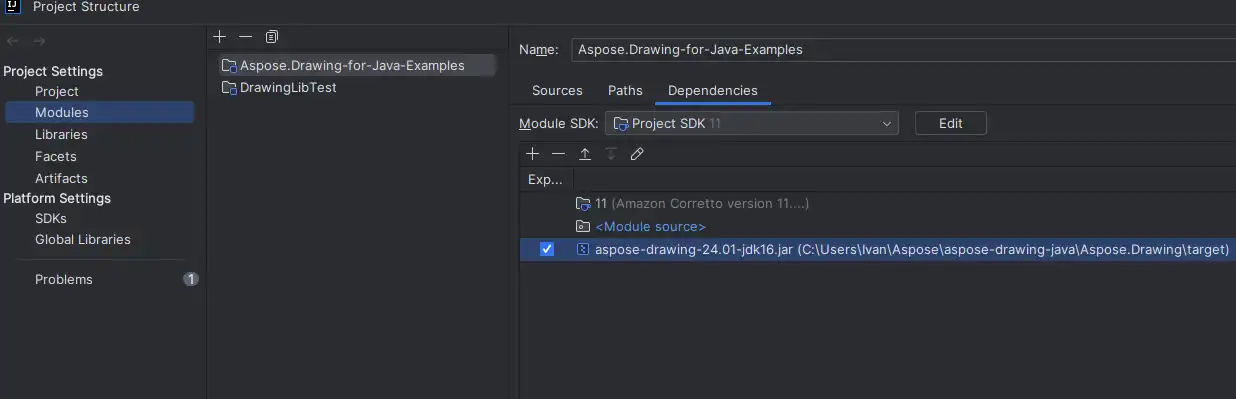 IJ
Project Structure
Project Settings
Project
Modules
Libraries
Facets
Artifacts
Platform Settings
SDKs
Global Libraries
Problems 1
Aspose.Drawing-for-Java-Examples
DrawingLibTest
Name: Aspose.Drawing-for-Java-Examples
Sources Paths Dependencies
Module SDK: Project SDK 11 Edit
Exp...
11 (Amazon Corretto version 11....)
<Module source>
aspose-drawing-24.01-jdk16.jar (C:\Users\Ivan\Aspose\aspose-drawing-java\Aspose.Drawing\target)